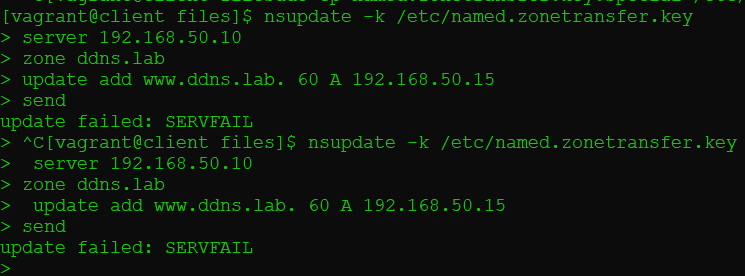 [vagrant@client files]$ nsupdate -k /etc/named.zonetransfer.key
> server 192.168.50.10
> zone ddns.lab
> update add www.ddns.lab. 60 A 192.168.50.15
> send
update failed: SERVFAIL
> ^C[vagrant@client files]$ nsupdate -k /etc/named.zonetransfer.key
>  server 192.168.50.10
> zone ddns.lab
>  update add www.ddns.lab. 60 A 192.168.50.15
> send
update failed: SERVFAIL
>